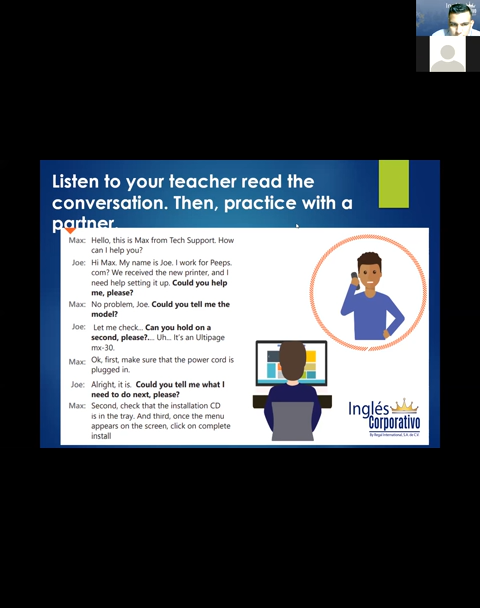 Listen to your teacher read the
conversation. Then, practice with a
partner.
Max: Hello, this is Max from Tech Support. How
can I help you?
Joe: Hi Max. My name is Joe. I work for Peeps.
com? We received the new printer, and I
need help setting it up. Could you help
me, please?
Max: No problem, Joe. Could you tell me the
model?
Joe: Let me check... Can you hold on a
second, please?.... Uh... It's an Ultipage
mx-30.
Max: Ok, first, make sure that the power cord is
plugged in.
Joe: Alright, it is. Could you tell me what I
need to do next, please?
Max: Second, check that the installation CD
is in the tray. And third, once the menu
appears on the screen, click on complete
install
Inglés
Corporativo
By Regal International, S.A. de C.V.